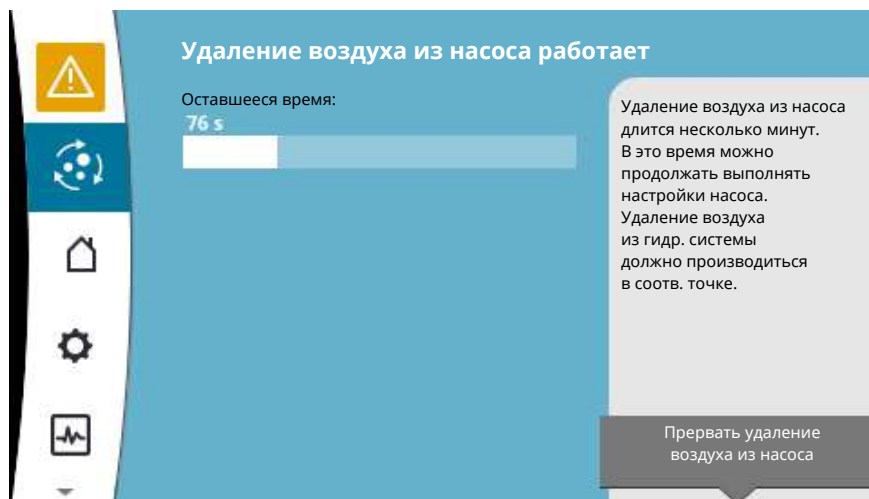 Удаление воздуха из насоса работает
Оставшееся время:
76 s
Удаление воздуха из насоса
длится несколько минут.
В это время можно
продолжать выполнять
настройки насоса.
Удаление воздуха
из гидр. системы
должно производиться
в соотв. точке.
Прервать удаление
воздуха из насоса